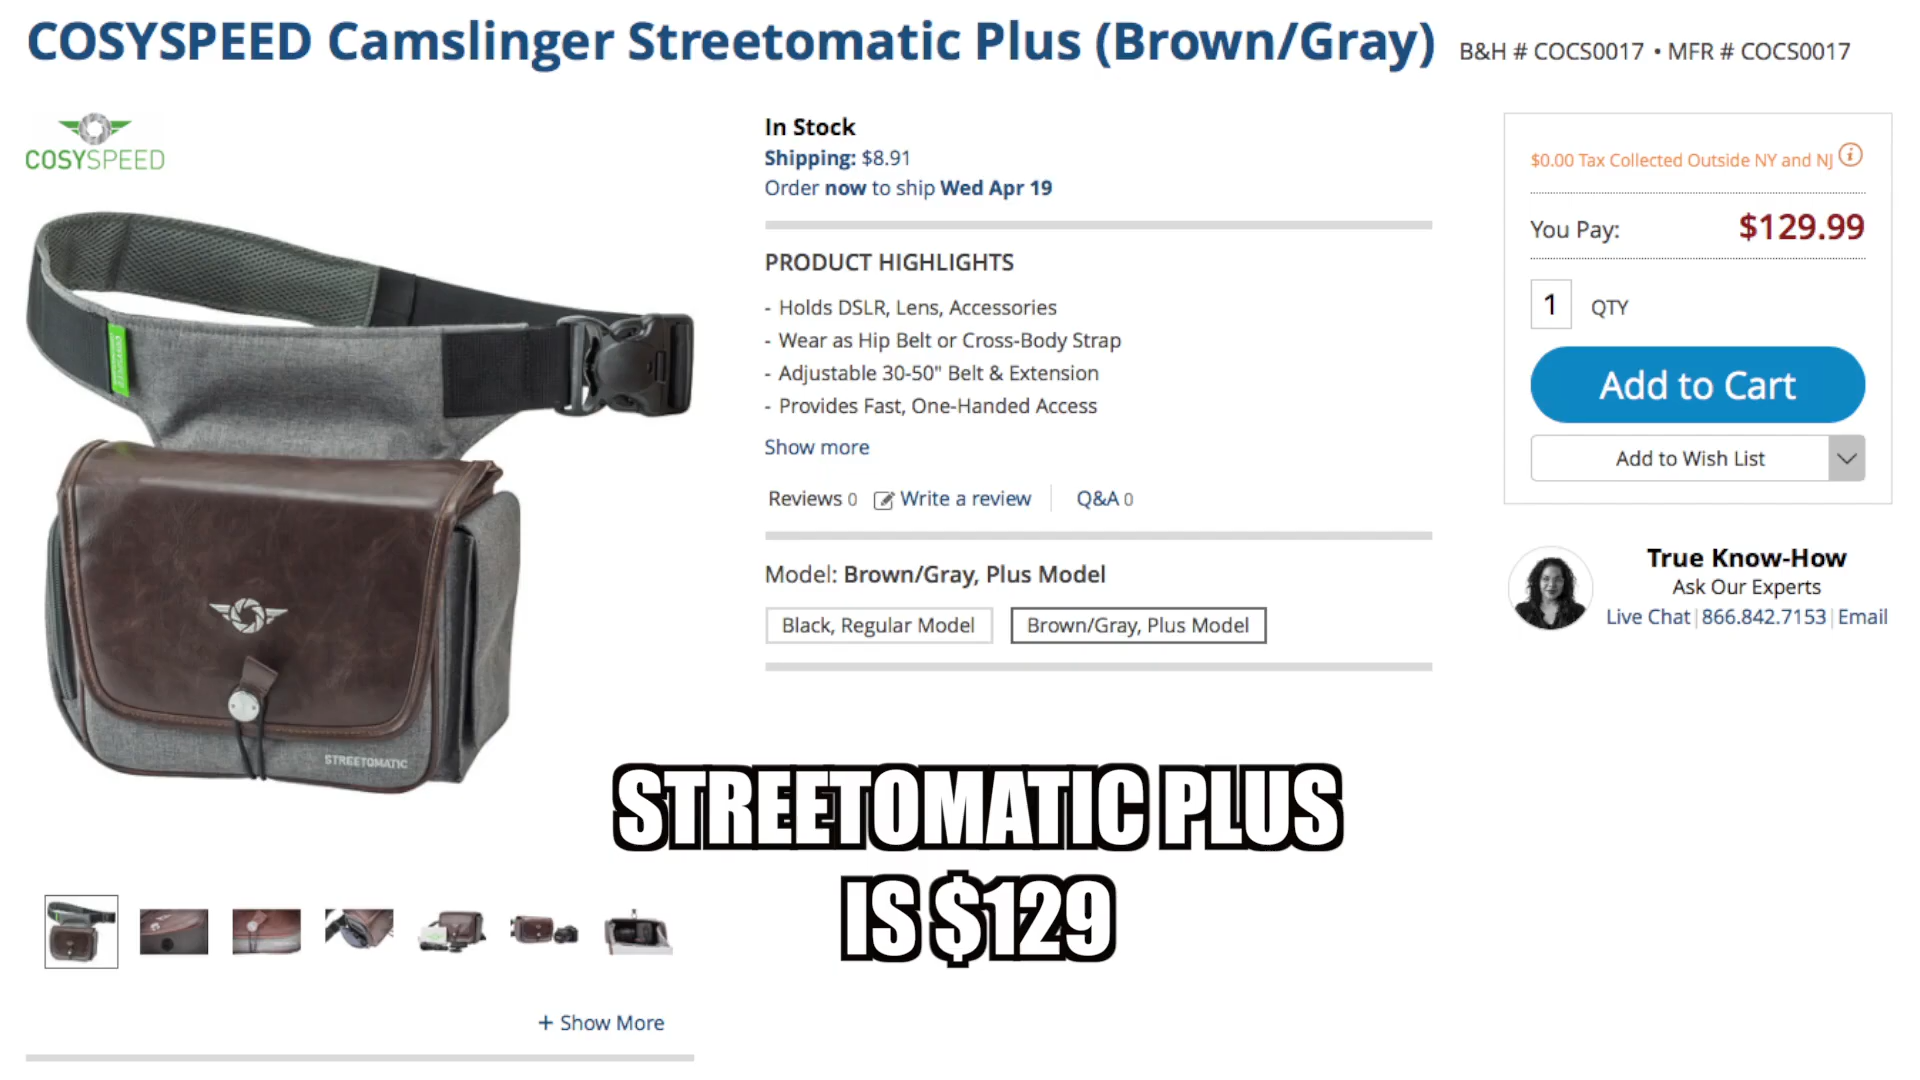 COSYSPEED Camslinger Streetomatic Plus (Brown/Gray) B&H # COCS0017 • MFR # COCS0017
COSYSPEED
STREETOMATIC
+ Show More
In Stock
Shipping: $8.91
Order now to ship Wed Apr 19
PRODUCT HIGHLIGHTS
- Holds DSLR, Lens, Accessories
- Wear as Hip Belt or Cross-Body Strap
- Adjustable 30-50" Belt & Extension
- Provides Fast, One-Handed Access
Show more
Reviews 0 Write a review Q&A 0
Model: Brown/Gray, Plus Model
Black, Regular Model Brown/Gray, Plus Model
$0.00 Tax Collected Outside NY and NJ
You Pay: $129.99
1 QTY
Add to Cart
Add to Wish List
True Know-How
Ask Our Experts
Live Chat | 866.842.7153 | Email
STREETOMATIC PLUS
IS $129